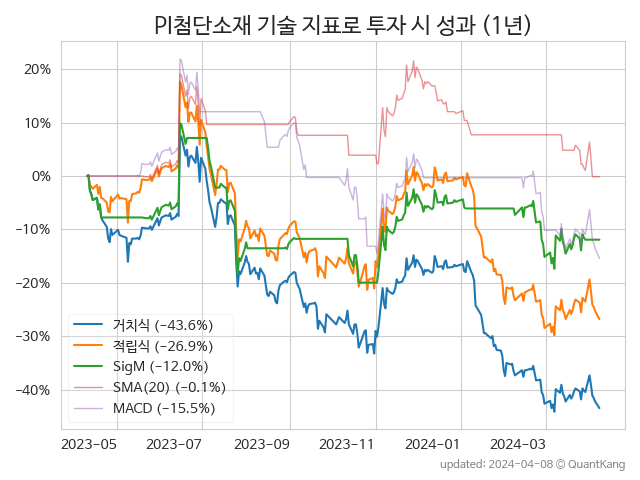 PI첨단소재 기술 지표로 투자 시 성과 (1년)
20%
10%
0%
−10%
−20%
−30%
−40%
거치식 (−43.6%)
적립식 (−26.9%)
SigM (−12.0%)
SMA(20) (−0.1%)
MACD (−15.5%)
2023-05 2023-07 2023-09 2023-11 2024-01 2024-03
updated: 2024-04-08 ⓒ QuantKang